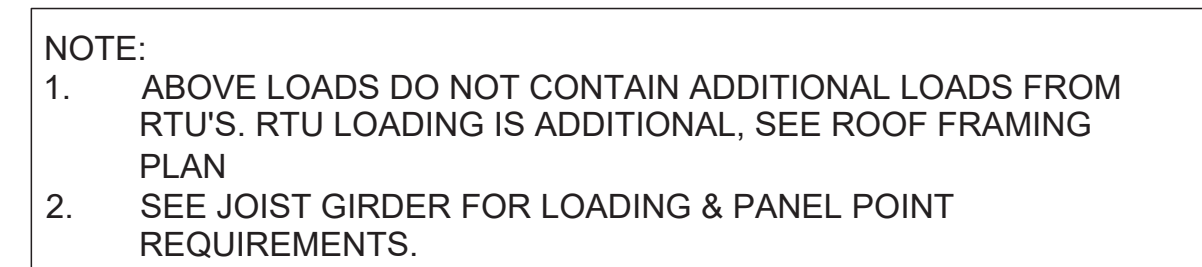 NOTE:
1. ABOVE LOADS DO NOT CONTAIN ADDITIONAL LOADS FROM
RTU'S. RTU LOADING IS ADDITIONAL, SEE ROOF FRAMING
PLAN
2. SEE JOIST GIRDER FOR LOADING & PANEL POINT
REQUIREMENTS.